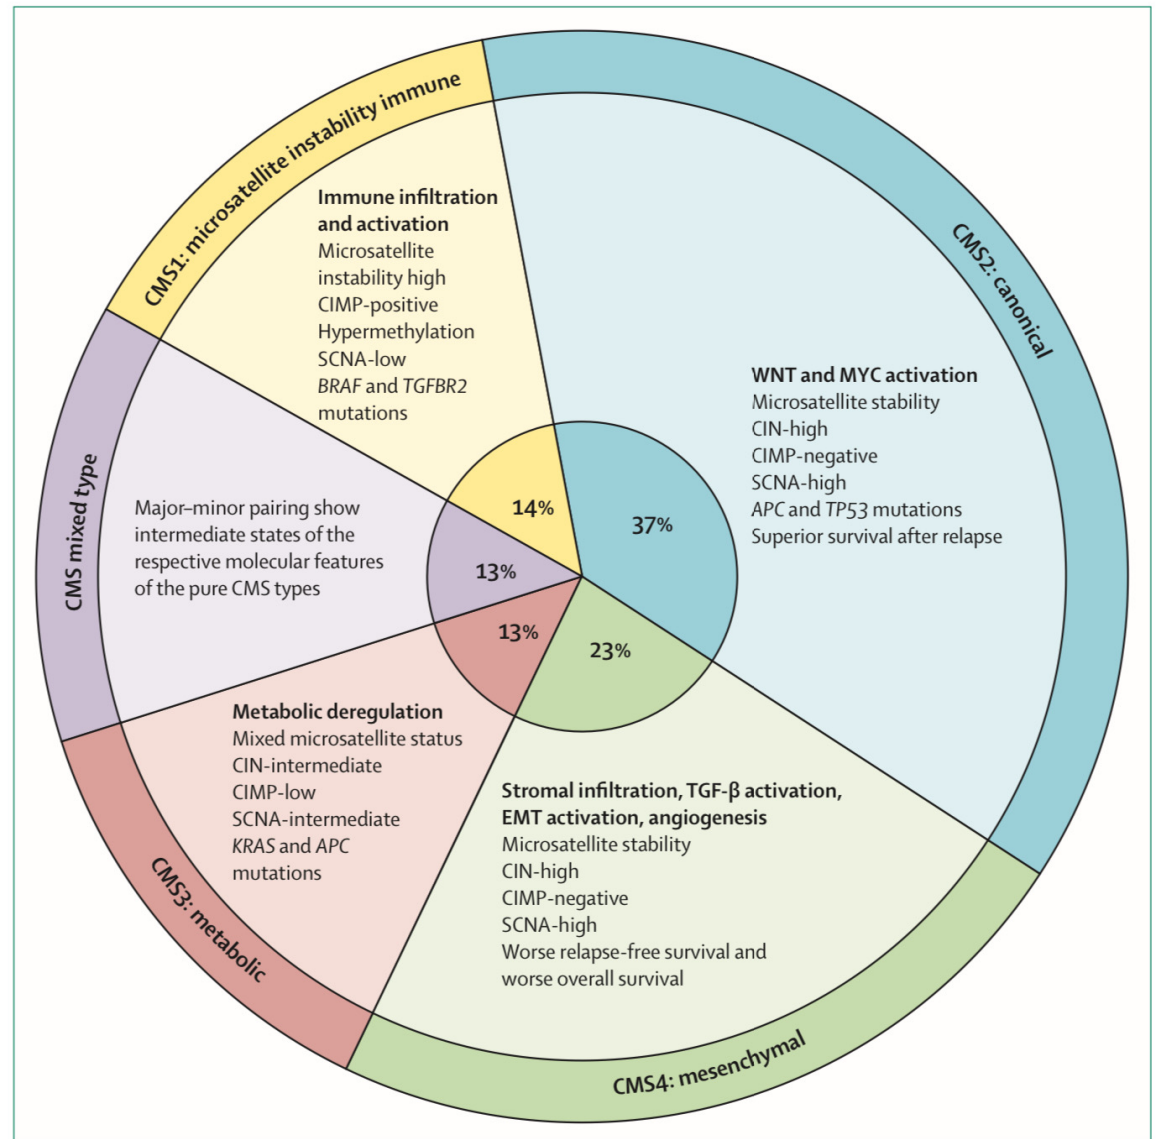 CMS1: microsatellite instability immune
Immune infiltration
and activation
Microsatellite
instability high
CIMP-positive
Hypermethylation
SCNA-low
BRAF and TGFBR2
mutations
14%
CMS2: canonical
WNT and MYC activation
Microsatellite stability
CIN-high
CIMP-negative
SCNA-high
APC and TP53 mutations
Superior survival after relapse
37%
CMS mixed type
Major–minor pairing show
intermediate states of the
respective molecular features
of the pure CMS types
13%
CMS3: metabolic
Metabolic deregulation
Mixed microsatellite status
CIN-intermediate
CIMP-low
SCNA-intermediate
KRAS and APC
mutations
13%
CMS4: mesenchymal
Stromal infiltration, TGF-β activation,
EMT activation, angiogenesis
Microsatellite stability
CIN-high
CIMP-negative
SCNA-high
Worse relapse-free survival and
worse overall survival
23%